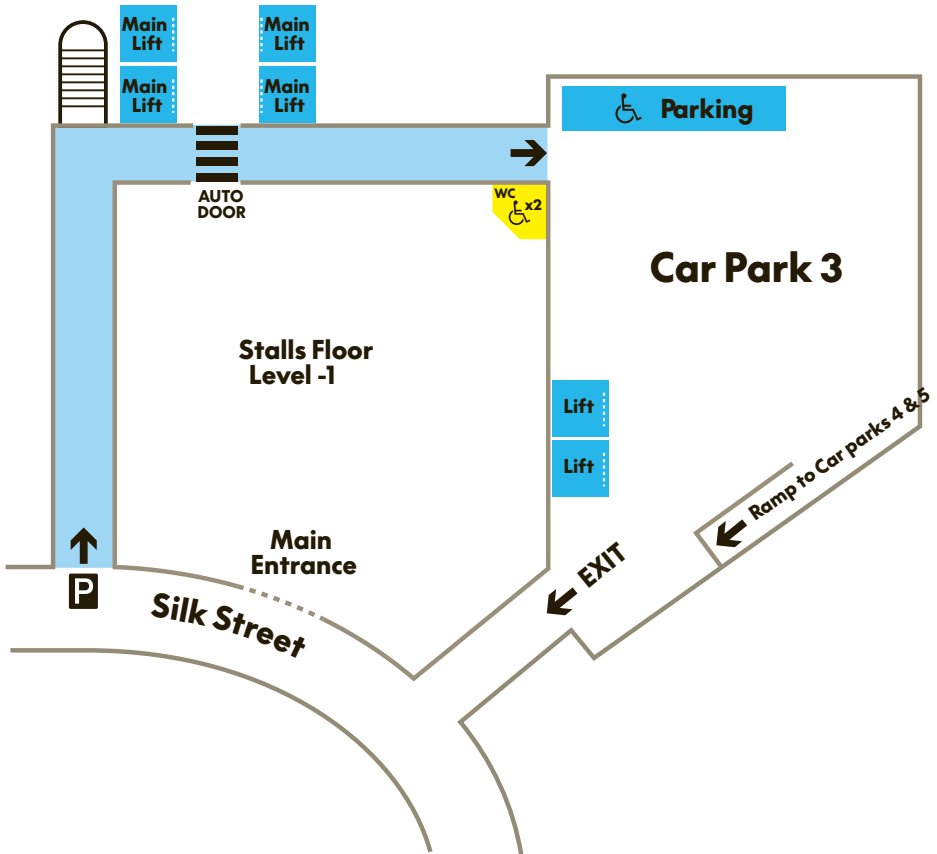 Main
Lift
Main
Lift
Main
Lift
Main
Lift
Parking
AUTO
DOOR
WC
x2
Car Park 3
Stalls Floor
Level -1
Lift
Lift
Ramp to Car parks 4 & 5
Main
Entrance
EXIT
P
Silk Street